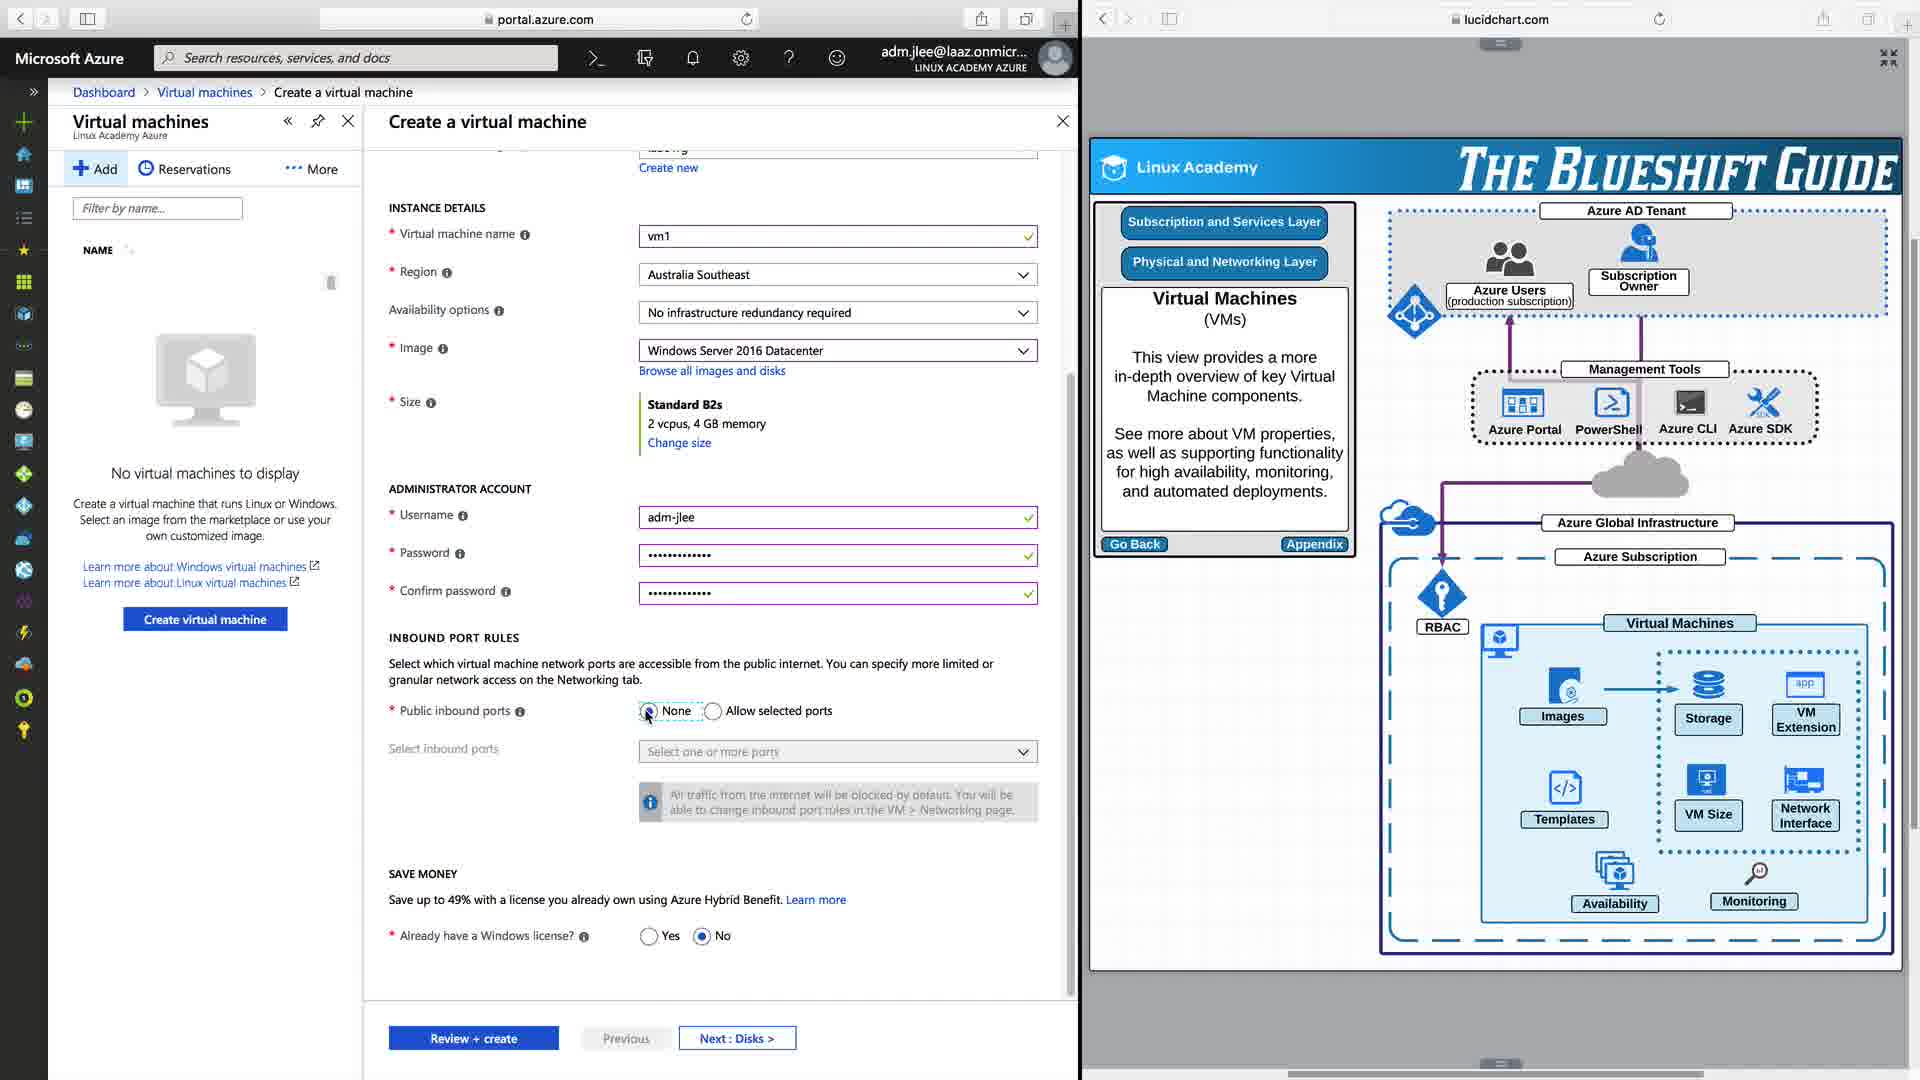 portal.azure.com
Microsoft Azure
Search resources, services, and docs
adm.jlee@laaz.onmicr...
LINUX ACADEMY AZURE
Dashboard > Virtual machines > Create a virtual machine
Virtual machines
Linux Academy Azure
Add
Reservations
More
Filter by name...
NAME
No virtual machines to display
Create a virtual machine that runs Linux or Windows.
Select an image from the marketplace or use your
own customized image.
Learn more about Windows virtual machines
Learn more about Linux virtual machines
Create virtual machine
Create a virtual machine
Create new
INSTANCE DETAILS
* Virtual machine name
vm1
* Region
Australia Southeast
Availability options
No infrastructure redundancy required
* Image
Windows Server 2016 Datacenter
Browse all images and disks
* Size
Standard B2s
2 vcpus, 4 GB memory
Change size
ADMINISTRATOR ACCOUNT
* Username
adm-jlee
* Password
•••••••••••••
* Confirm password
•••••••••••••
INBOUND PORT RULES
Select which virtual machine network ports are accessible from the public internet. You can specify more limited or
granular network access on the Networking tab.
* Public inbound ports
None
Allow selected ports
Select inbound ports
Select one or more ports
All traffic from the internet will be blocked by default. You will be
able to change inbound port rules in the VM > Networking page.
SAVE MONEY
Save up to 49% with a license you already own using Azure Hybrid Benefit. Learn more
* Already have a Windows license?
Yes
No
Review + create
Previous
Next : Disks >
lucidchart.com
Linux Academy
THE BLUESHIFT GUIDE
Subscription and Services Layer
Physical and Networking Layer
Virtual Machines
(VMs)
This view provides a more
in-depth overview of key Virtual
Machine components.
See more about VM properties,
as well as supporting functionality
for high availability, monitoring,
and automated deployments.
Go Back
Appendix
Azure AD Tenant
Azure Users
(production subscription)
Subscription
Owner
Management Tools
Azure Portal
PowerShell
Azure CLI
SDK
Azure SDK
Azure Global Infrastructure
Azure Subscription
RBAC
Virtual Machines
Images
Storage
app
VM
Extension
Templates
VM Size
Network
Interface
Availability
Monitoring